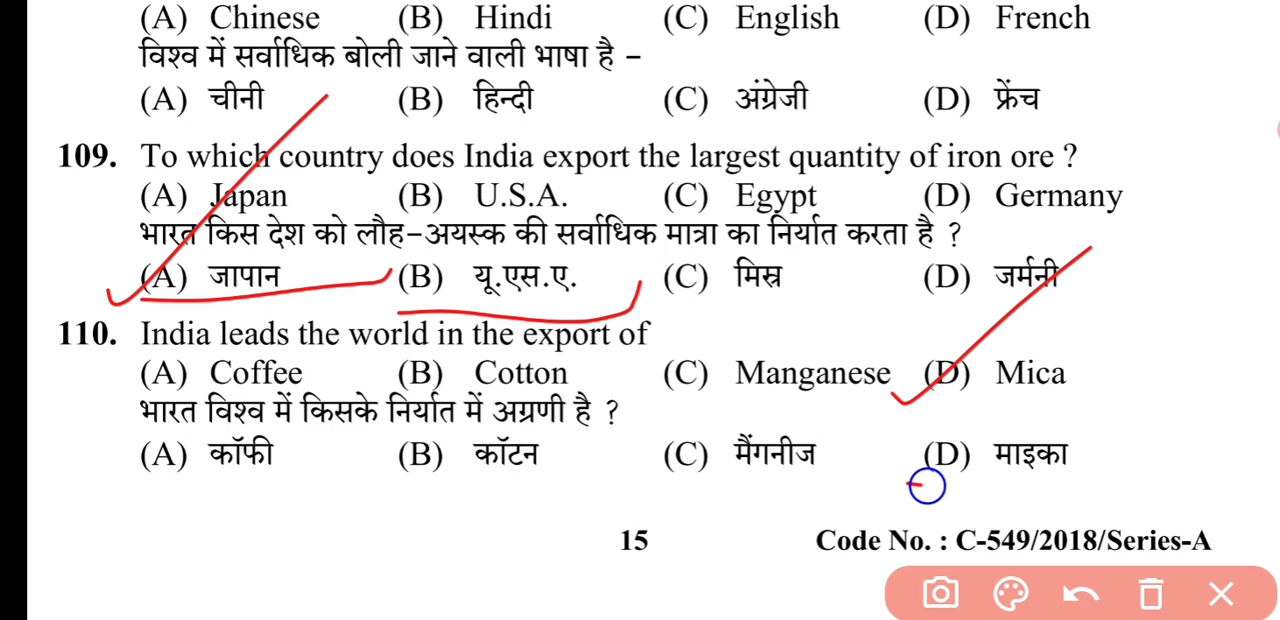 (A) Chinese (B) Hindi (C) English (D) French
विश्व में सर्वाधिक बोली जाने वाली भाषा है –
(A) चीनी (B) हिन्दी (C) अंग्रेजी (D) फ्रेंच
109. To which country does India export the largest quantity of iron ore ?
(A) Japan (B) U.S.A. (C) Egypt (D) Germany
भारत किस देश को लौह-अयस्क की सर्वाधिक मात्रा का निर्यात करता है ?
(A) जापान (B) यू.एस.ए. (C) मिस्र (D) जर्मनी
110. India leads the world in the export of
(A) Coffee (B) Cotton (C) Manganese (D) Mica
भारत विश्व में किसके निर्यात में अग्रणी है ?
(A) कॉफी (B) कॉटन (C) मैंगनीज (D) माइका
15 Code No. : C-549/2018/Series-A